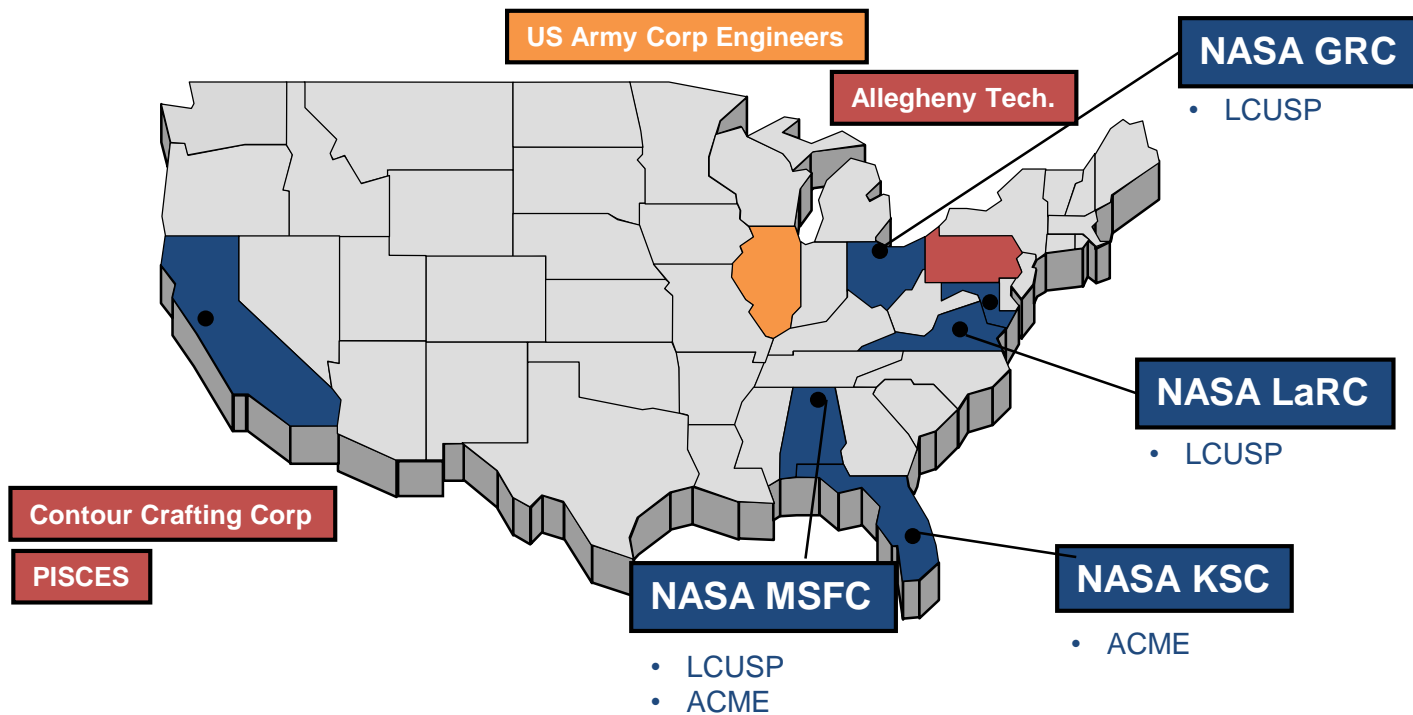 US Army Corp Engineers
NASA GRC
• LCUSP
Allegheny Tech.
NASA LaRC
• LCUSP
Contour Crafting Corp
PISCES
NASA MSFC
• LCUSP
• ACME
NASA KSC
• ACME